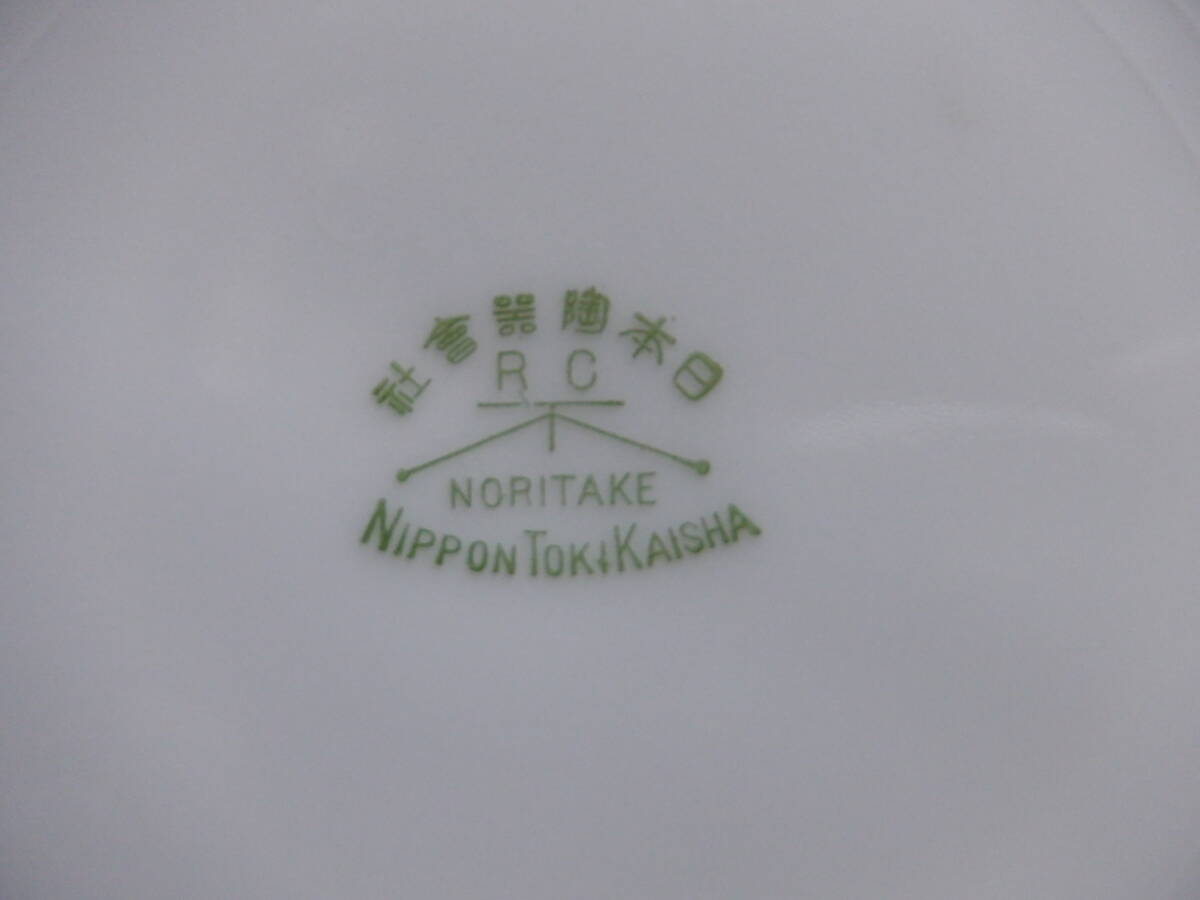 日本陶器會社
R C
NORITAKE
NIPPON TOKI KAISHA